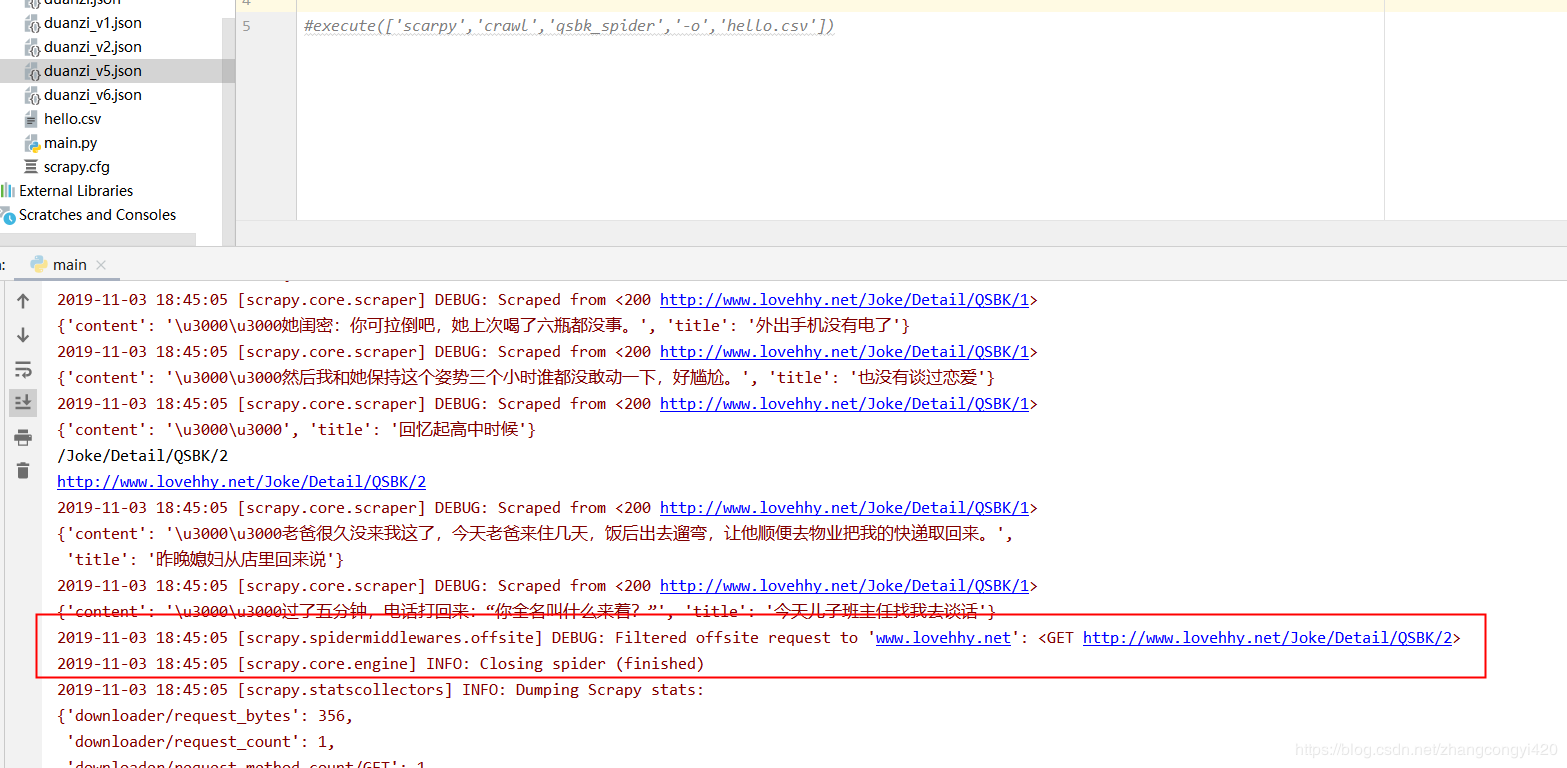 duanzi.json
duanzi_v1.json
duanzi_v2.json
duanzi_v5.json
duanzi_v6.json
hello.csv
main.py
scrapy.cfg
External Libraries
Scratches and Consoles
4
5 #execute(['scarpy','crawl','qsbk_spider','-o','hello.csv'])
main
2019-11-03 18:45:05 [scrapy.core.scraper] DEBUG: Scraped from <200 http://www.lovehhy.net/Joke/Detail/QSBK/1>
{'content': '\u3000\u3000她闺密：你可拉倒吧，她上次喝了六瓶都没事。', 'title': '外出手机没有电了'}
2019-11-03 18:45:05 [scrapy.core.scraper] DEBUG: Scraped from <200 http://www.lovehhy.net/Joke/Detail/QSBK/1>
{'content': '\u3000\u3000然后我和她保持这个姿势三个小时谁都没敢动一下，好尴尬。', 'title': '也没有谈过恋爱'}
2019-11-03 18:45:05 [scrapy.core.scraper] DEBUG: Scraped from <200 http://www.lovehhy.net/Joke/Detail/QSBK/1>
{'content': '\u3000\u3000', 'title': '回忆起高中时候'}
/Joke/Detail/QSBK/2
http://www.lovehhy.net/Joke/Detail/QSBK/2
2019-11-03 18:45:05 [scrapy.core.scraper] DEBUG: Scraped from <200 http://www.lovehhy.net/Joke/Detail/QSBK/1>
{'content': '\u3000\u3000老爸很久没来我这了，今天老爸来住几天，饭后出去遛弯，让他顺便去物业把我的快递取回来。',
'title': '昨晚媳妇从店里回来说'}
2019-11-03 18:45:05 [scrapy.core.scraper] DEBUG: Scraped from <200 http://www.lovehhy.net/Joke/Detail/QSBK/1>
{'content': '\u3000\u3000过了五分钟，电话打回来：“你全名叫什么来着？”', 'title': '今天儿子班主任找我去谈话'}
2019-11-03 18:45:05 [scrapy.spidermiddlewares.offsite] DEBUG: Filtered offsite request to 'www.lovehhy.net': <GET http://www.lovehhy.net/Joke/Detail/QSBK/2>
2019-11-03 18:45:05 [scrapy.core.engine] INFO: Closing spider (finished)
2019-11-03 18:45:05 [scrapy.statscollectors] INFO: Dumping Scrapy stats:
{'downloader/request_bytes': 356,
'downloader/request_count': 1,
'downloader/request_method_count/GET': 1
https://blog.csdn.net/zhangcongyi420